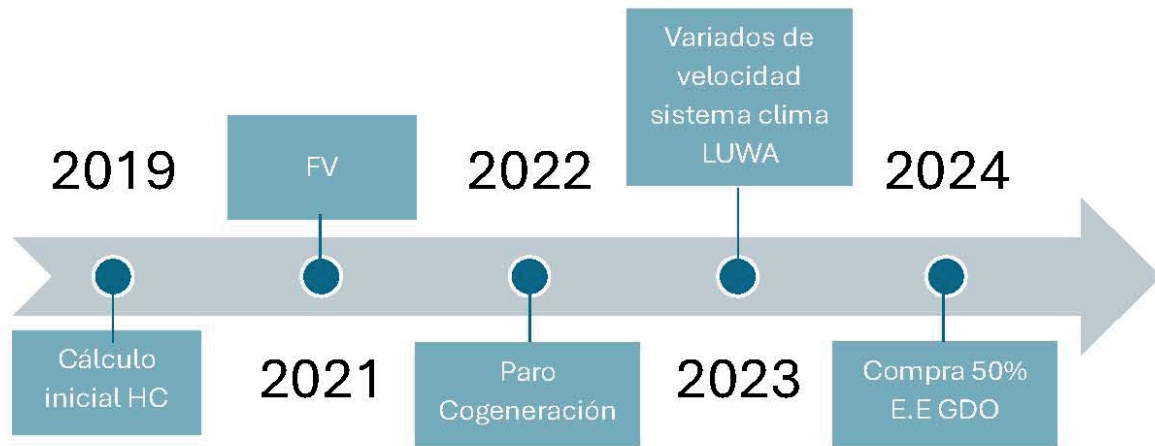 2019
Cálculo
inicial HC
FV
2021
2022
Paro
Cogeneración
Variados de
velocidad
sistema clima
LUWA
2023
2024
Compra 50%
E.E GDO